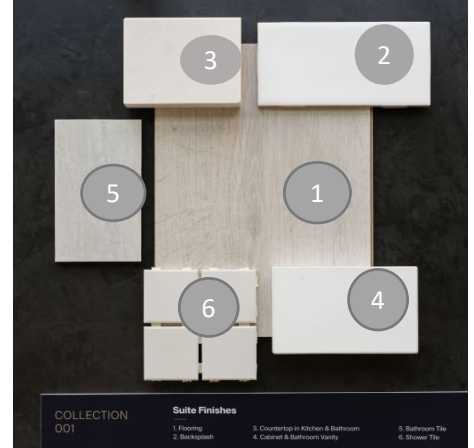 3
2
5
1
6
4
COLLECTION
001
Suite Finishes
1. Flooring
2. Backsplash
3. Countertop in Kitchen & Bathroom
4. Cabinet & Bathroom Vanity
5. Bathroom Tile
6. Shower Tile